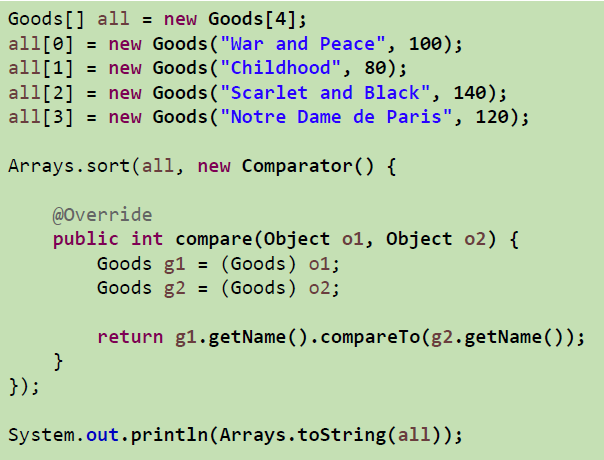 Goods[] all = new Goods[4];
all[0] = new Goods("War and Peace", 100);
all[1] = new Goods("Childhood", 80);
all[2] = new Goods("Scarlet and Black", 140);
all[3] = new Goods("Notre Dame de Paris", 120);

Arrays.sort(all, new Comparator() {

    @Override
    public int compare(Object o1, Object o2) {
        Goods g1 = (Goods) o1;
        Goods g2 = (Goods) o2;

        return g1.getName().compareTo(g2.getName());
    }
});

System.out.println(Arrays.toString(all));